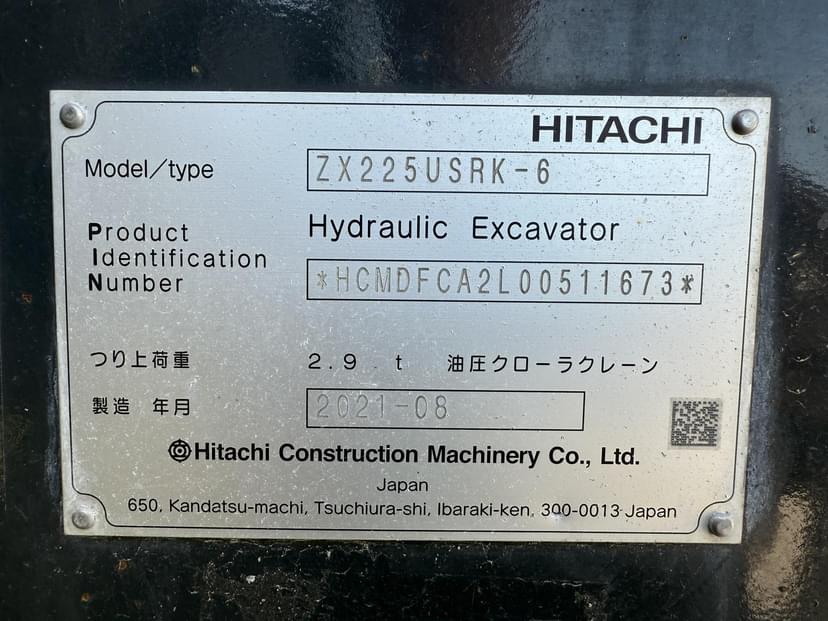 HITACHI
Model/type ZX225USRK-6
Product Identification Number
Hydraulic Excavator
*HCMDFCA2L00511673*
つり上荷重 2.9 t 油圧クローラクレーン
製造 年月 2021-08
Hitachi Construction Machinery Co., Ltd.
Japan
650, Kandatsu-machi, Tsuchiura-shi, Ibaraki-ken, 300-0013 Japan